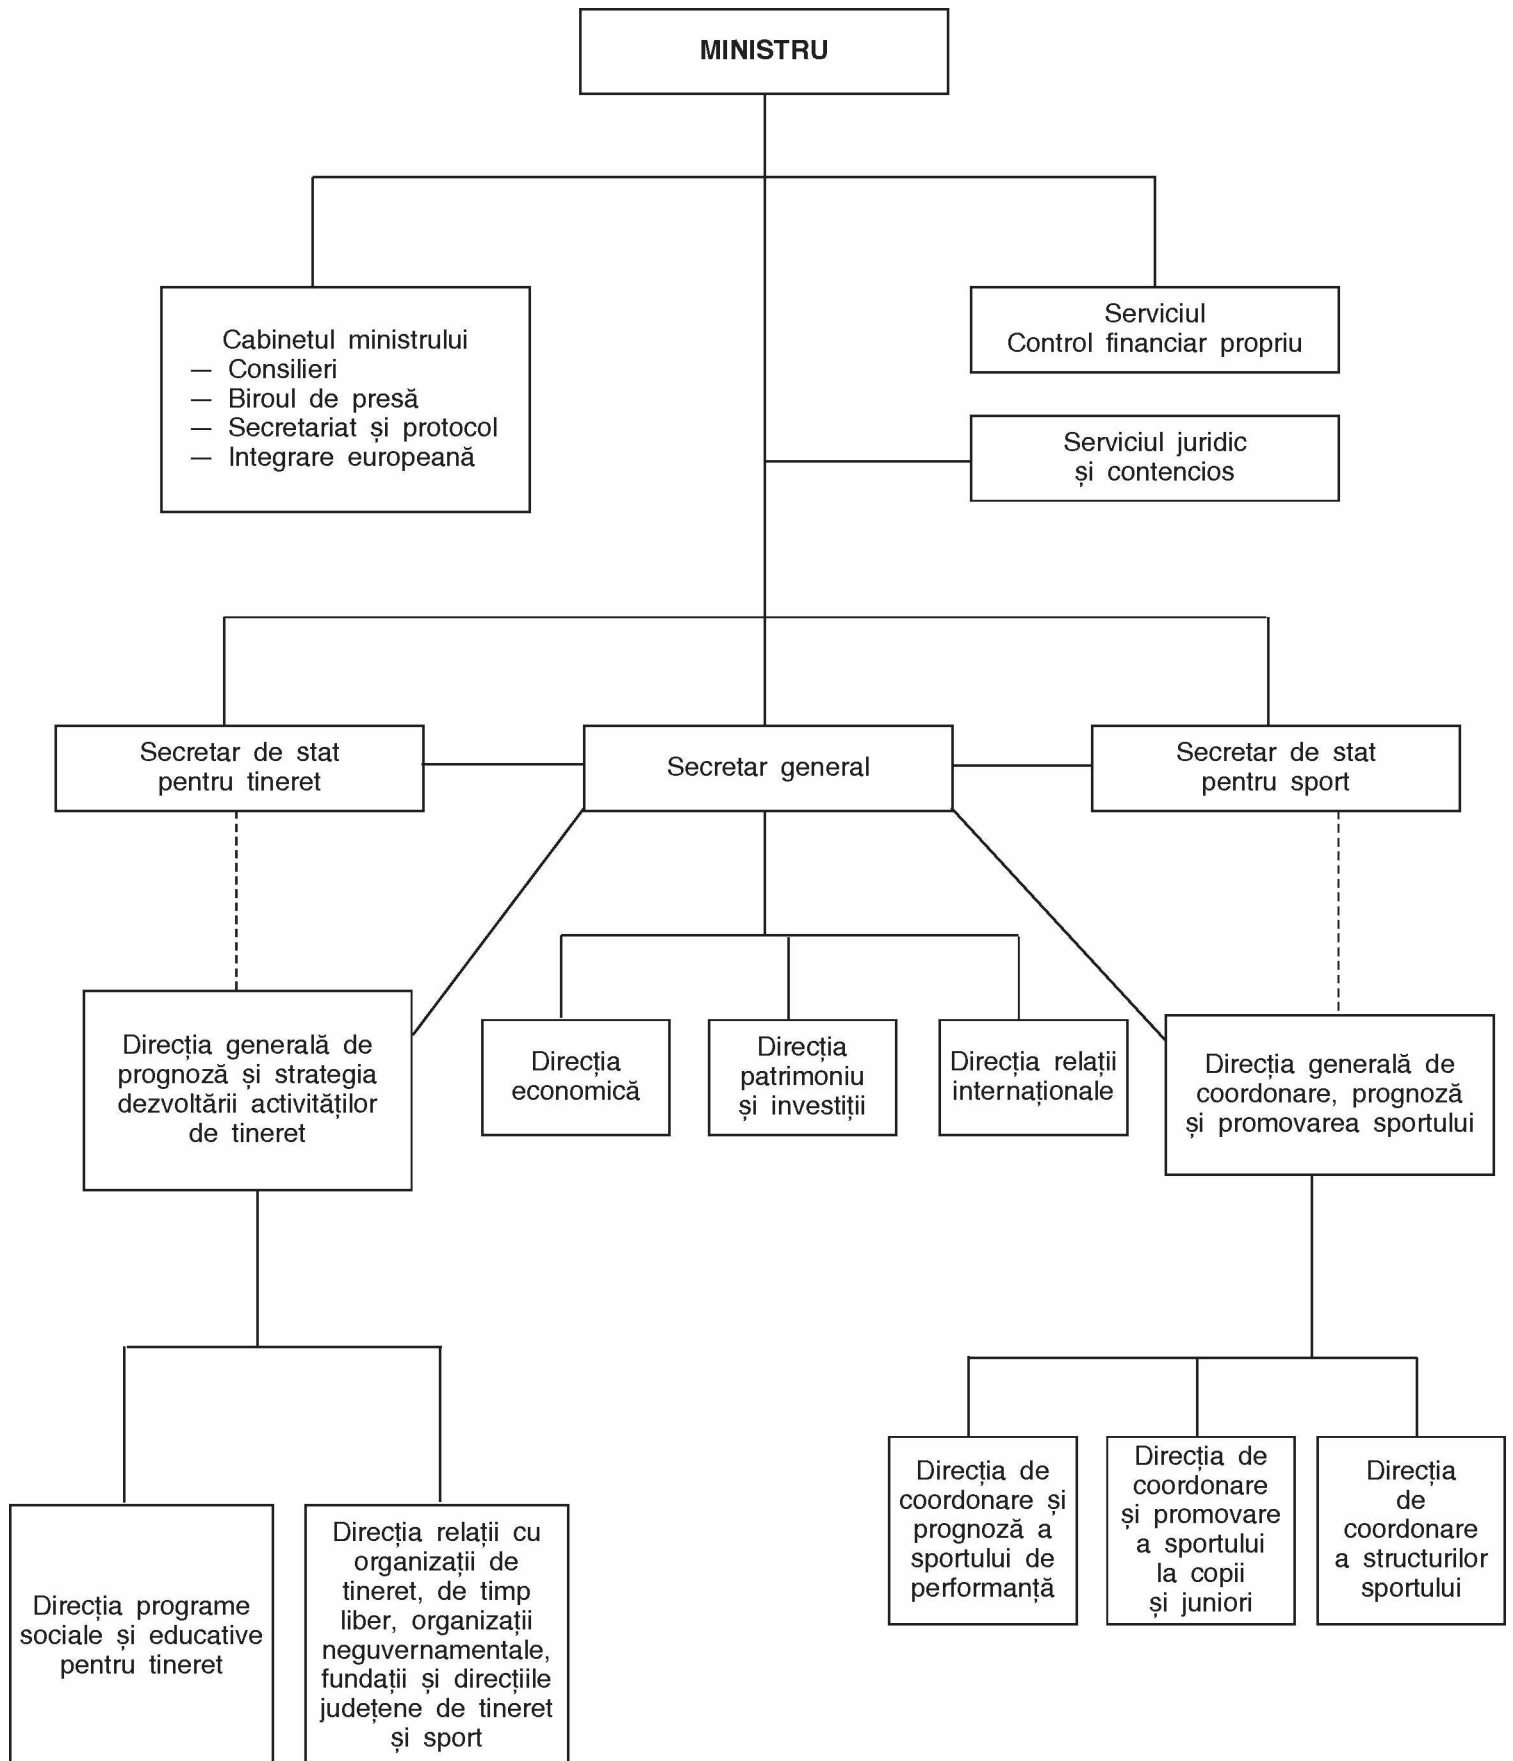 MINISTRU
Cabinetul ministrului
— Consilieri
— Biroul de presă
— Secretariat și protocol
— Integrare europeană
Serviciul
Control financiar propriu
Serviciul juridic
și contencios
Secretar de stat
pentru tineret
Secretar general
Secretar de stat
pentru sport
Direcția generală de
prognoză și strategia
dezvoltării activităților
de tineret
Direcția
economică
Direcția
patrimoniu
și investiții
Direcția relații
internaționale
Direcția generală de
coordonare, prognoză
și promovarea sportului
Direcția programe
sociale și educative
pentru tineret
Direcția relații cu
organizații de
tineret, de timp
liber, organizații
neguvernamentale,
fundații și direcțiile
județene de tineret
și sport
Direcția de
coordonare și
prognoză a
sportului de
performanță
Direcția de
coordonare
și promovare
a sportului
la copii
și juniori
Direcția
de
coordonare
a structurilor
sportului